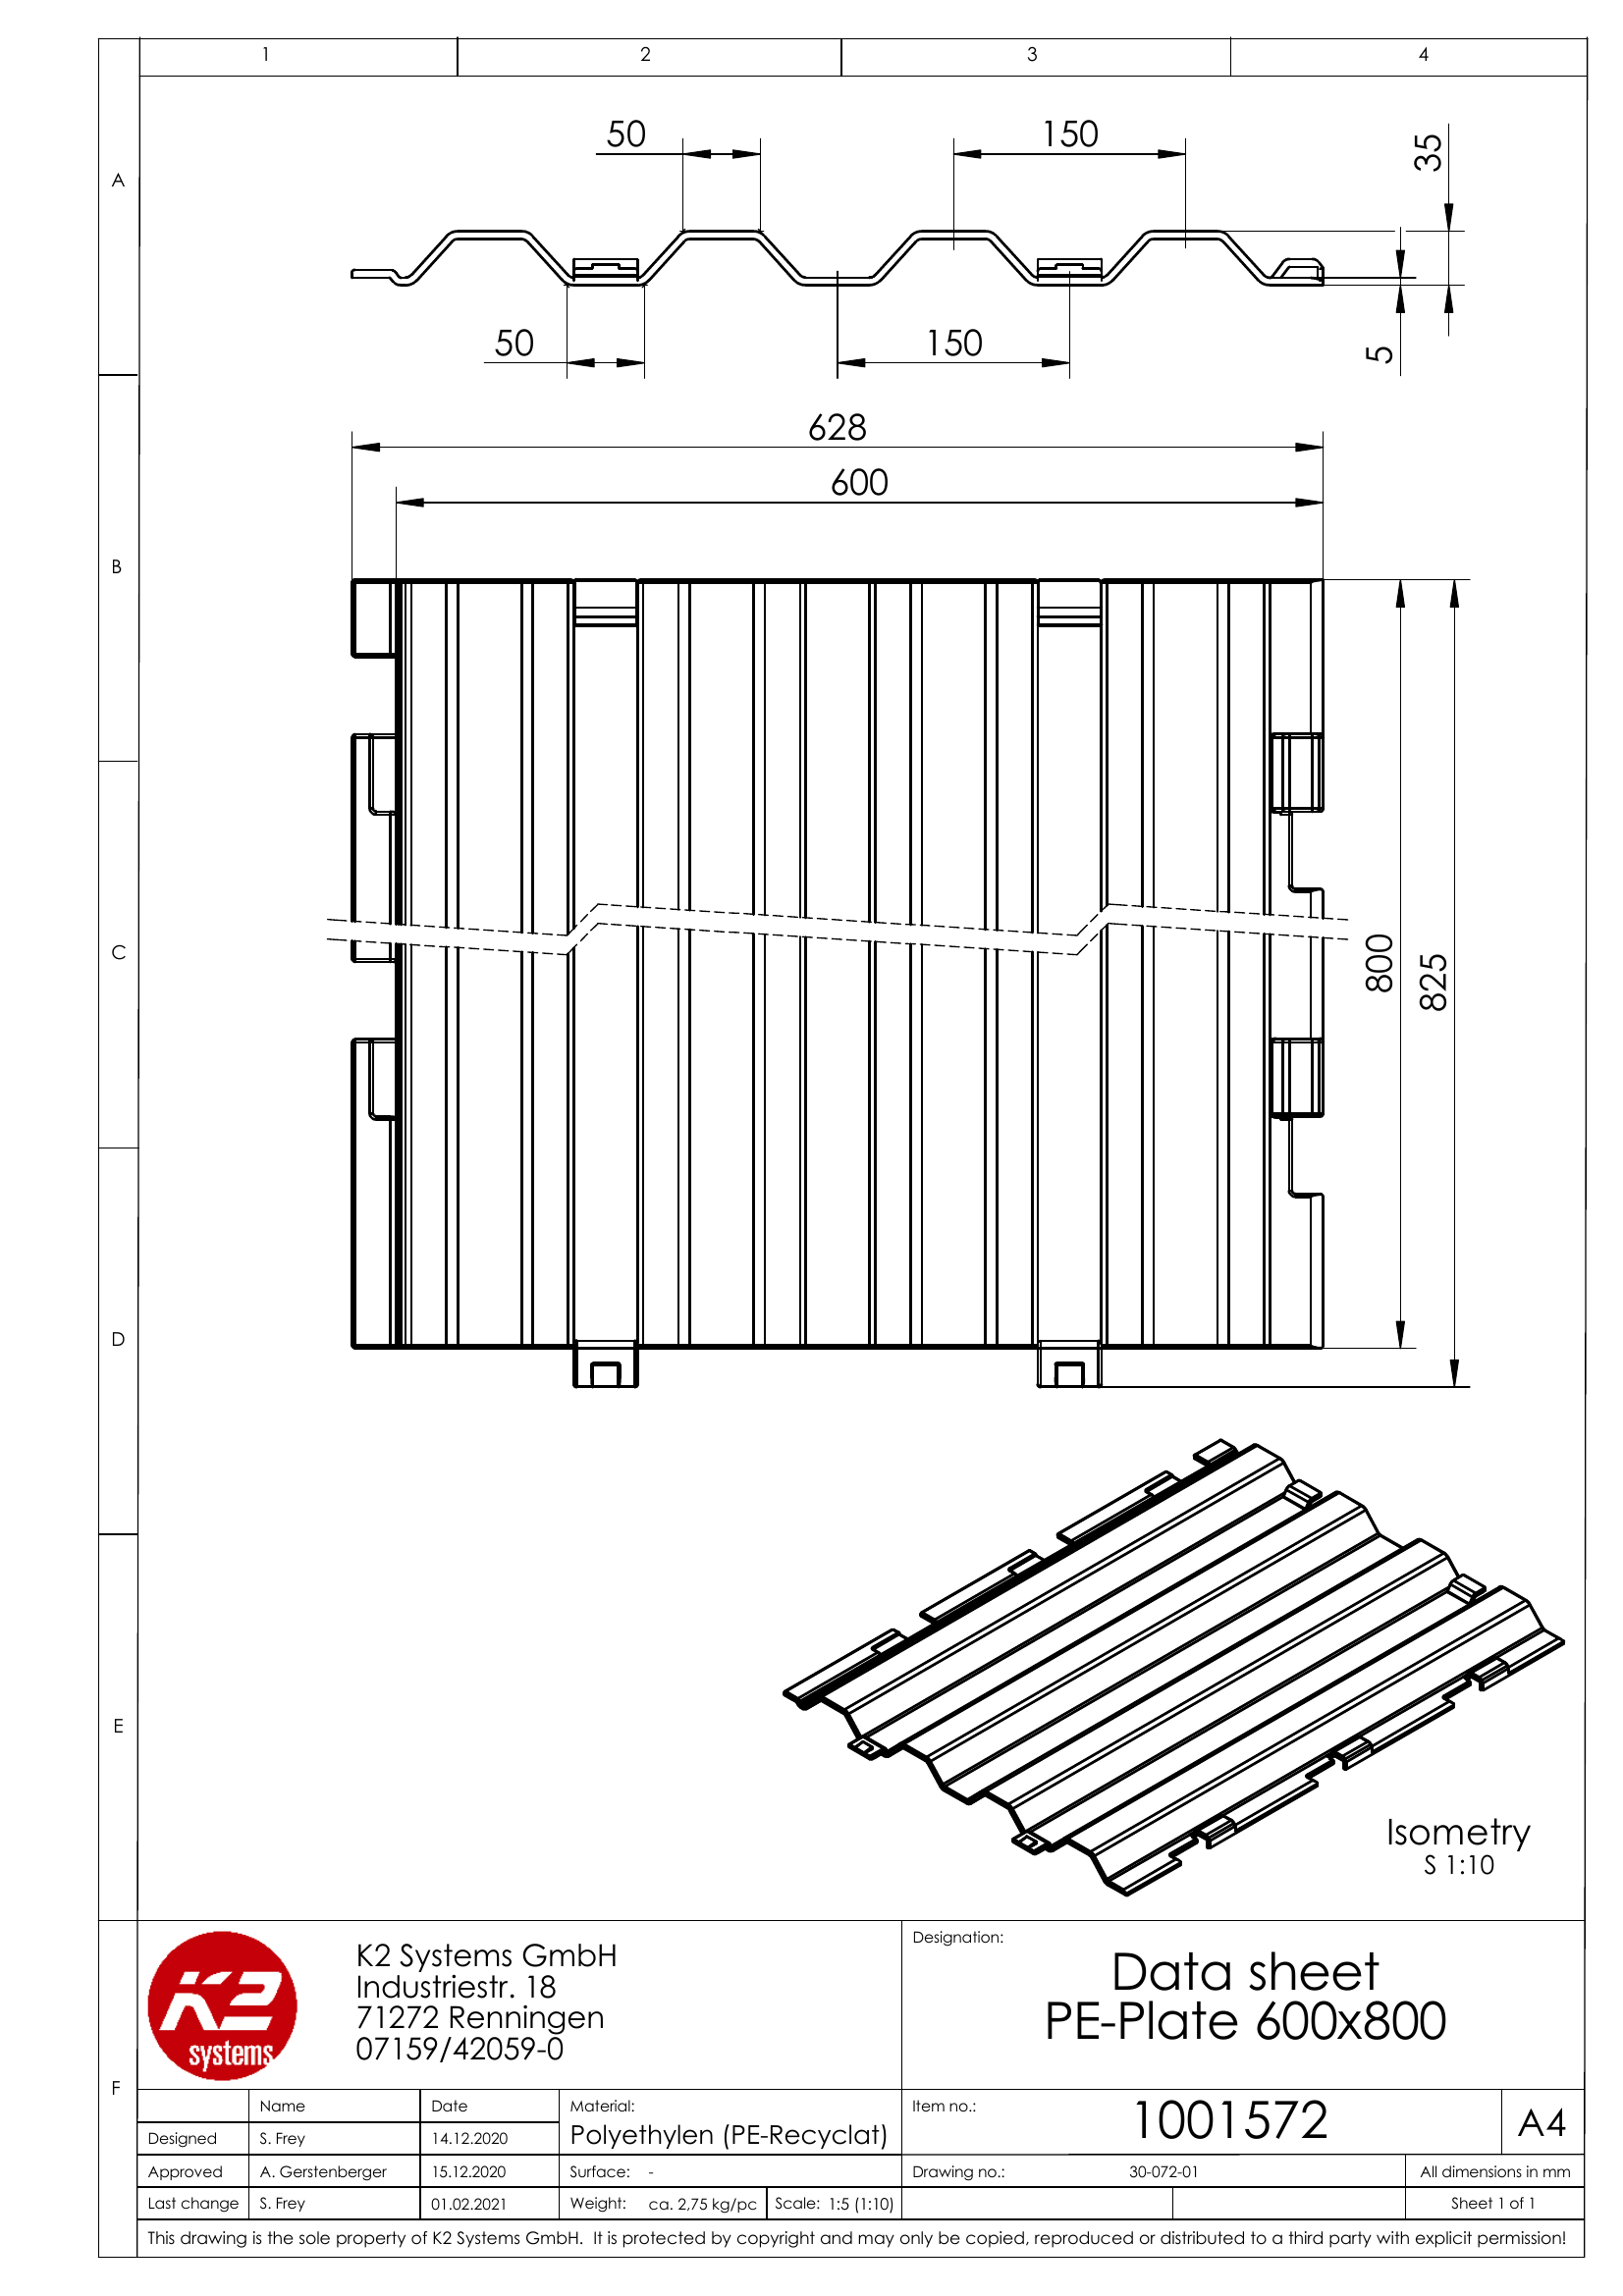 1 2 3 4
A
B
C
D
E
F
50
150
35
50
150
5
628
600
800
825
Isometry
S 1:10
K2
systems
K2 Systems GmbH
Industriestr. 18
71272 Renningen
07159/42059-0
Designation:
Data sheet
PE-Plate 600x800
Name Date
Designed S. Frey 14.12.2020
Approved A. Gerstenberger 15.12.2020
Last change S. Frey 01.02.2021
Material:
Polyethylen (PE-Recyclat)
Surface: -
Weight: ca. 2,75 kg/pc Scale: 1:5 (1:10)
Item no.: 1001572 A4
Drawing no.: 30-072-01 All dimensions in mm
Sheet 1 of 1
This drawing is the sole property of K2 Systems GmbH. It is protected by copyright and may only be copied, reproduced or distributed to a third party with explicit permission!